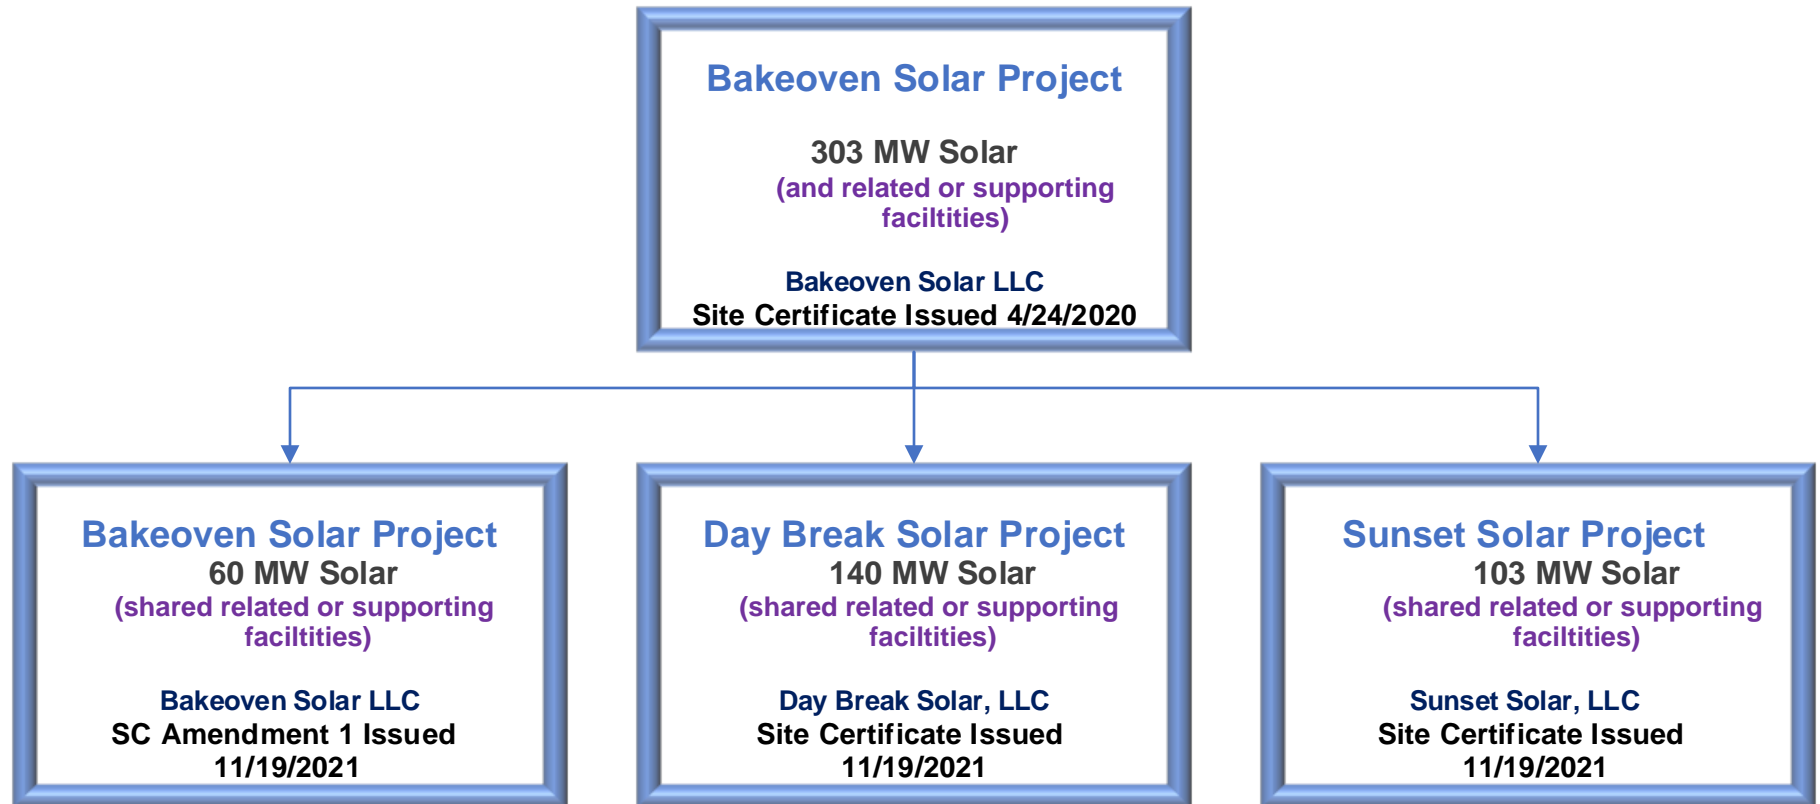 Bakeoven Solar Project
303 MW Solar
(and related or supporting
faciltities)
Bakeoven Solar LLC
Site Certificate Issued 4/24/2020
Bakeoven Solar Project
60 MW Solar
(shared related or supporting
faciltities)
Bakeoven Solar LLC
SC Amendment 1 Issued
11/19/2021
Day Break Solar Project
140 MW Solar
(shared related or supporting
faciltities)
Day Break Solar, LLC
Site Certificate Issued
11/19/2021
Sunset Solar Project
103 MW Solar
(shared related or supporting
faciltities)
Sunset Solar, LLC
Site Certificate Issued
11/19/2021